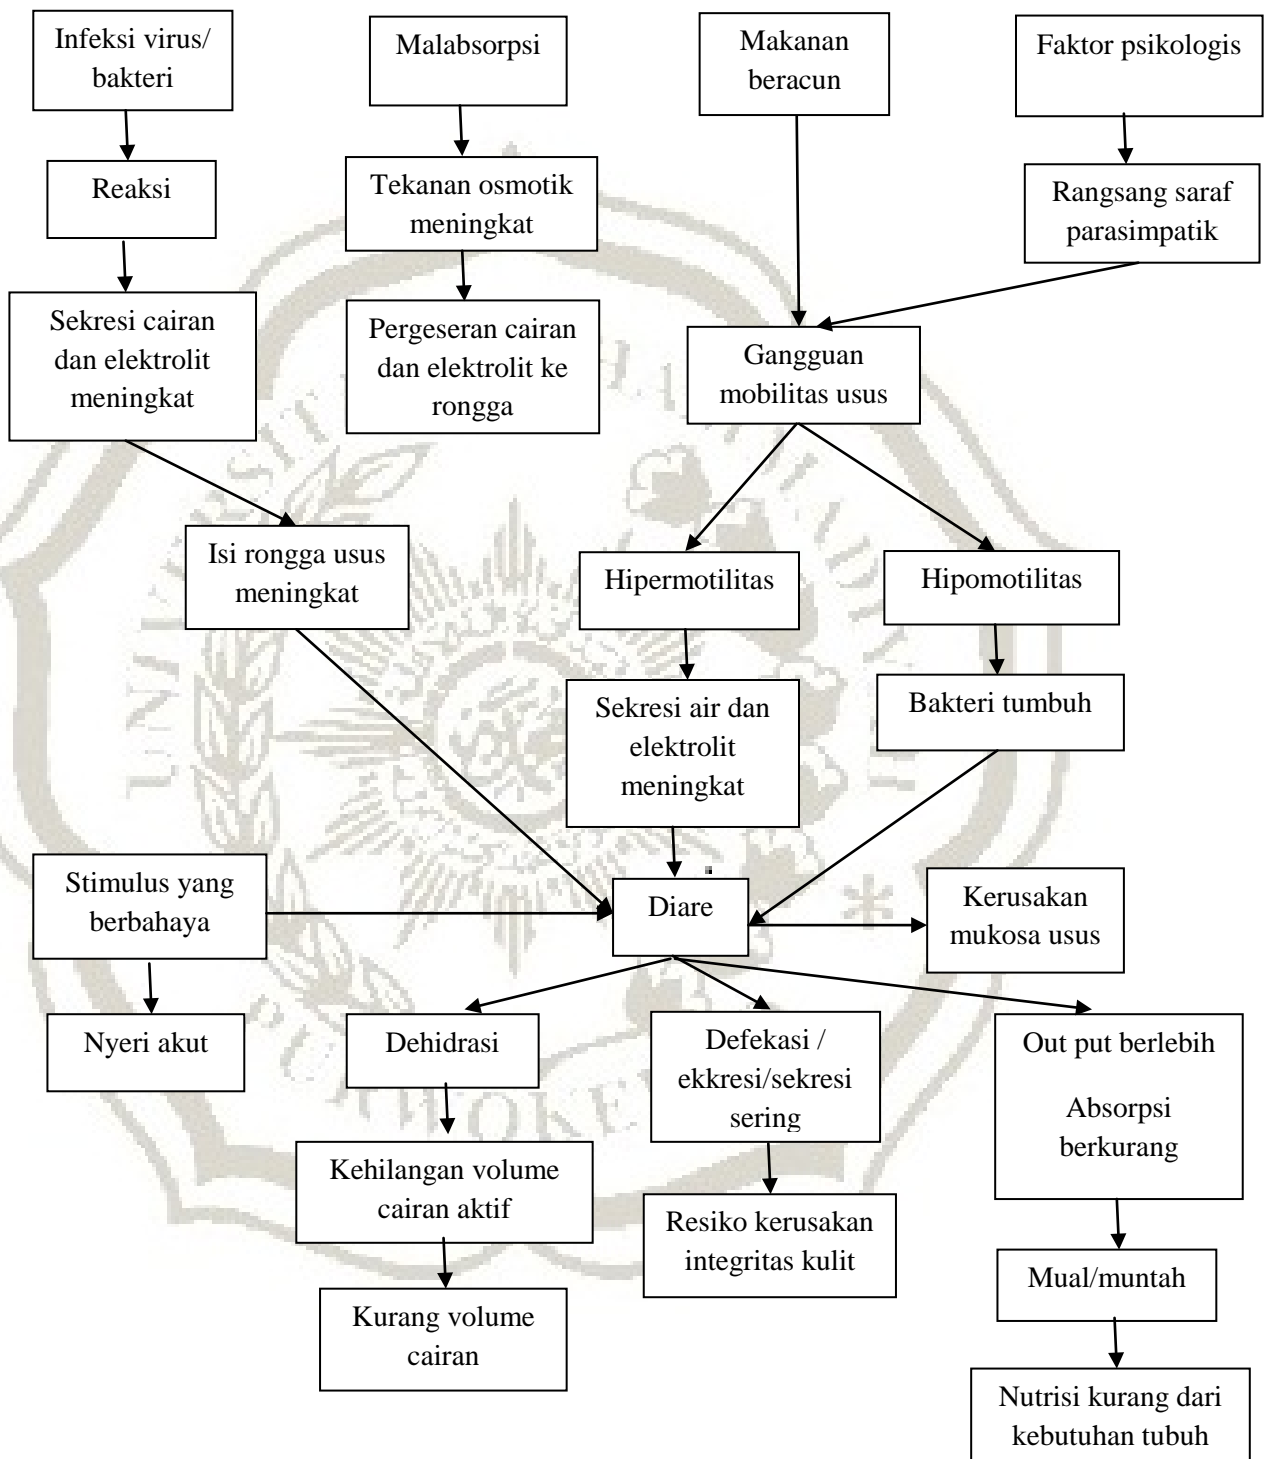 Infeksi virus/
bakteri
Malabsorpsi
Makanan
beracun
Faktor psikologis
Reaksi
Tekanan osmotik
meningkat
Rangsang saraf
parasimpatik
Sekresi cairan
dan elektrolit
meningkat
Pergeseran cairan
dan elektrolit ke
rongga
Gangguan
mobilitas usus
Isi rongga usus
meningkat
Hipermotilitas
Hipomotilitas
Sekresi air dan
elektrolit
meningkat
Bakteri tumbuh
Stimulus yang
berbahaya
Diare
Kerusakan
mukosa usus
Nyeri akut
Dehidrasi
Defekasi /
ekkresi/sekresi
sering
Out put berlebih
Absorpsi
berkurang
Kehilangan volume
cairan aktif
Resiko kerusakan
integritas kulit
Mual/muntah
Kurang volume
cairan
Nutrisi kurang dari
kebutuhan tubuh